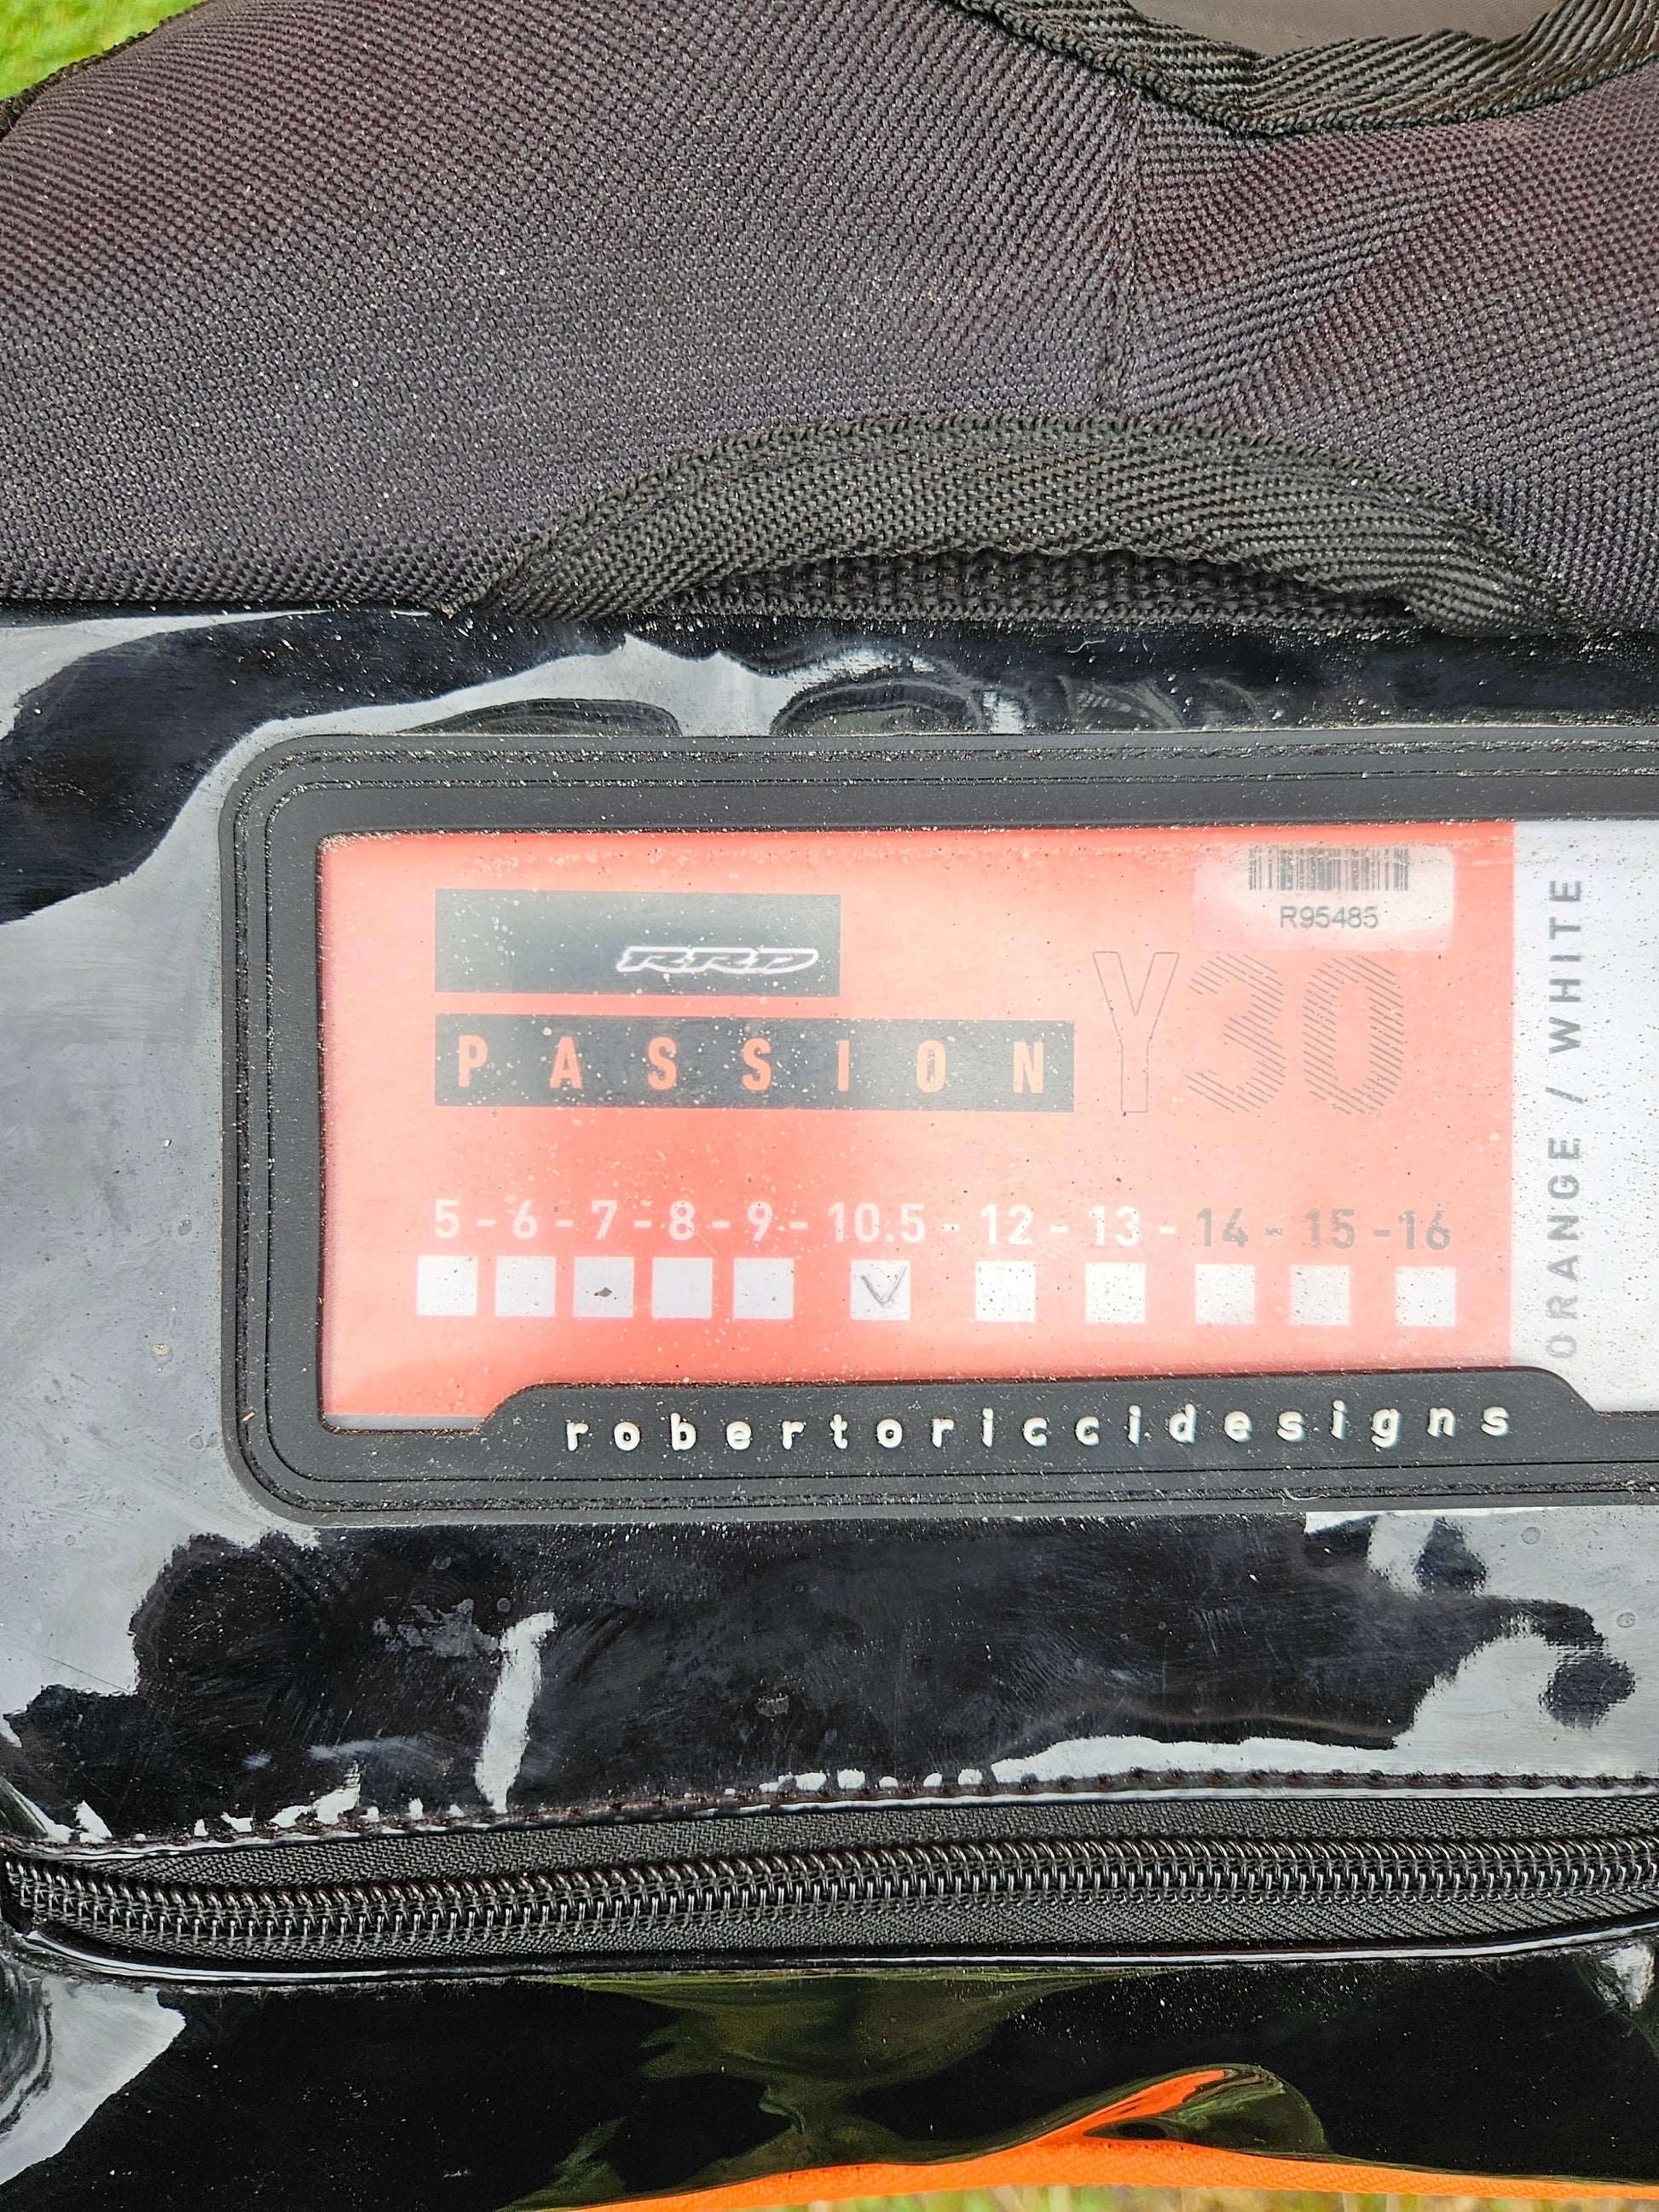 R95485
RRD
PASSION Y30
5 - 6 - 7 - 8 - 9 - 10.5 - 12 - 13 - 14 - 15 - 16
ORANGE / WHITE
robertoriccidesigns